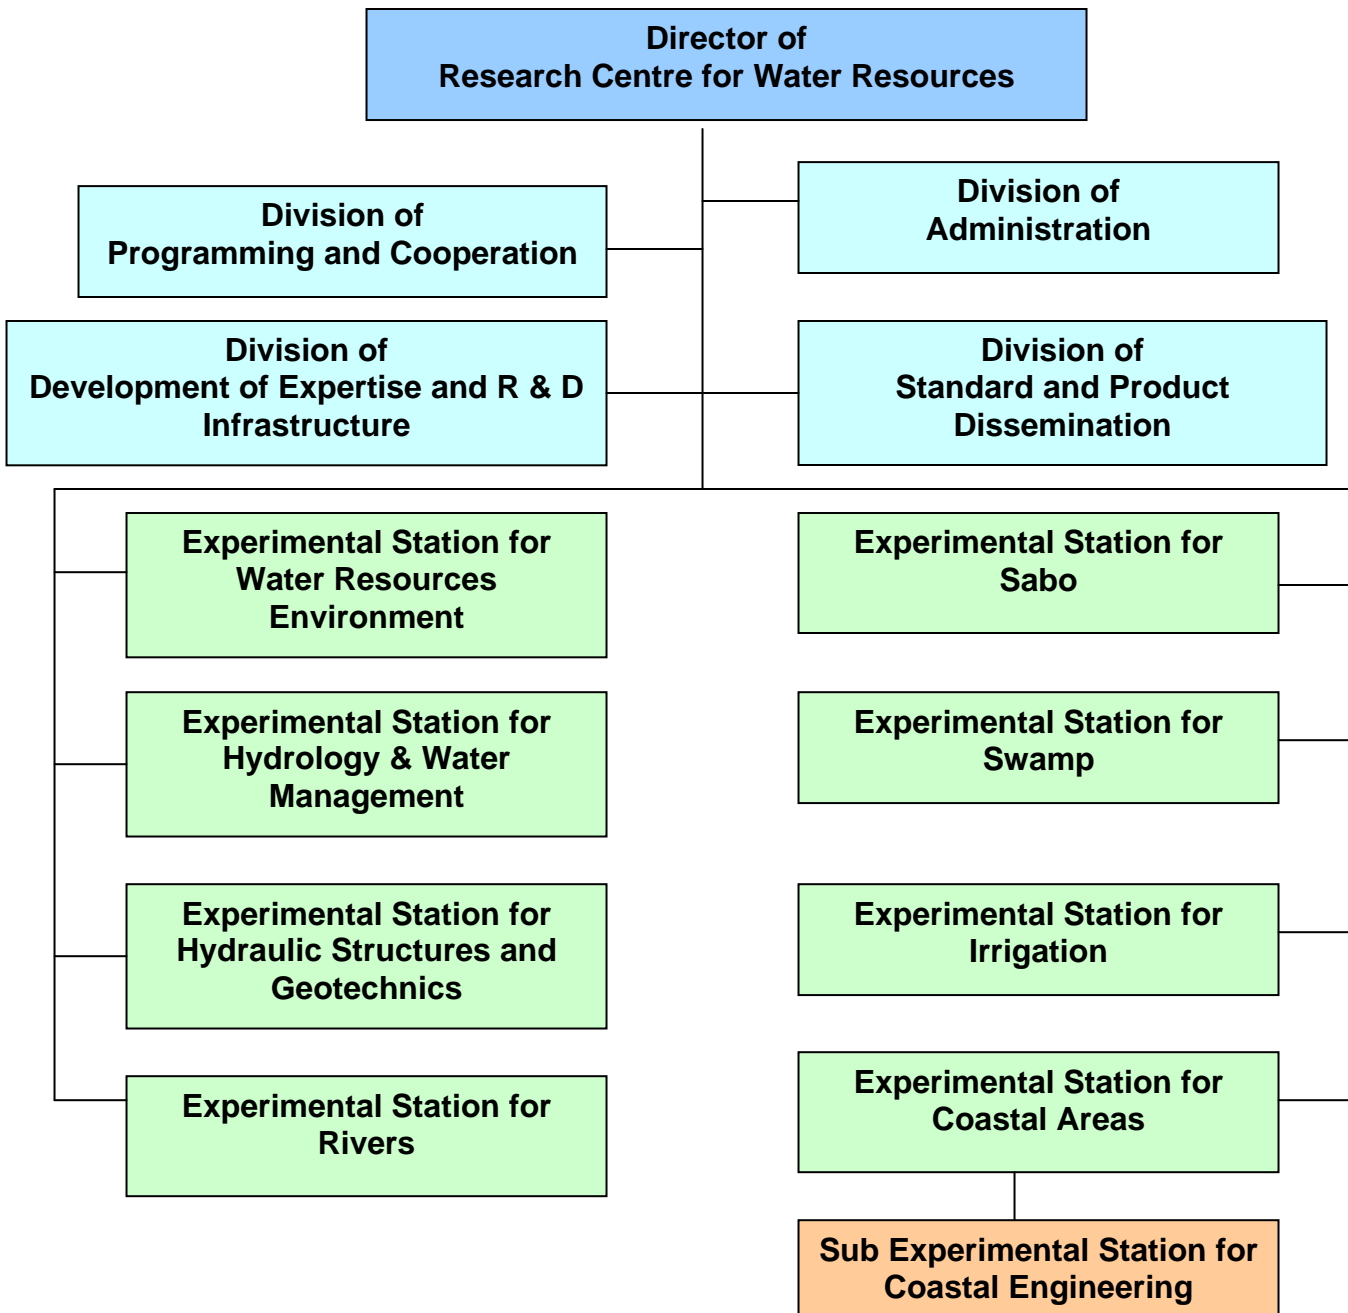 Director of
Research Centre for Water Resources
Division of
Programming and Cooperation
Division of
Administration
Division of
Development of Expertise and R & D
Infrastructure
Division of
Standard and Product
Dissemination
Experimental Station for
Water Resources
Environment
Experimental Station for
Sabo
Experimental Station for
Hydrology & Water
Management
Experimental Station for
Swamp
Experimental Station for
Hydraulic Structures and
Geotechnics
Experimental Station for
Irrigation
Experimental Station for
Rivers
Experimental Station for
Coastal Areas
Sub Experimental Station for
Coastal Engineering